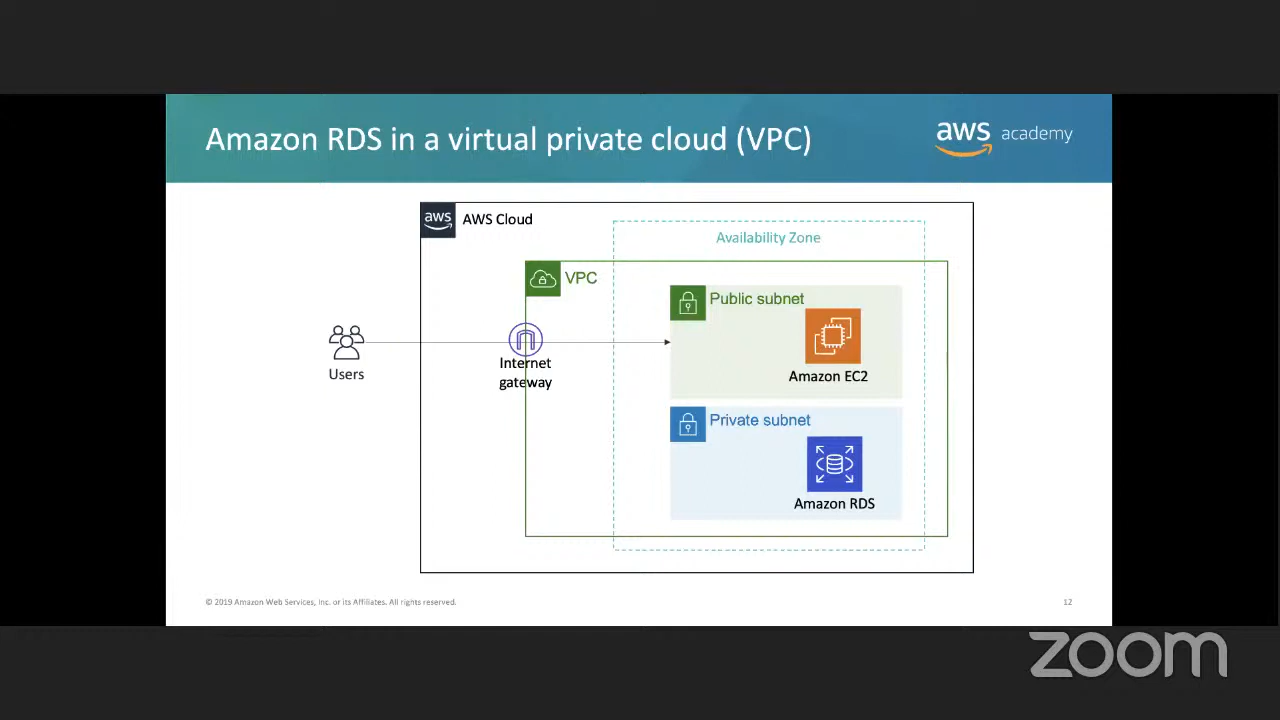 Amazon RDS in a virtual private cloud (VPC)
aws academy
aws
AWS Cloud
Availability Zone
VPC
Public subnet
Amazon EC2
Users
Internet
gateway
Private subnet
Amazon RDS
© 2019 Amazon Web Services, Inc. or its Affiliates. All rights reserved.
12
zoom